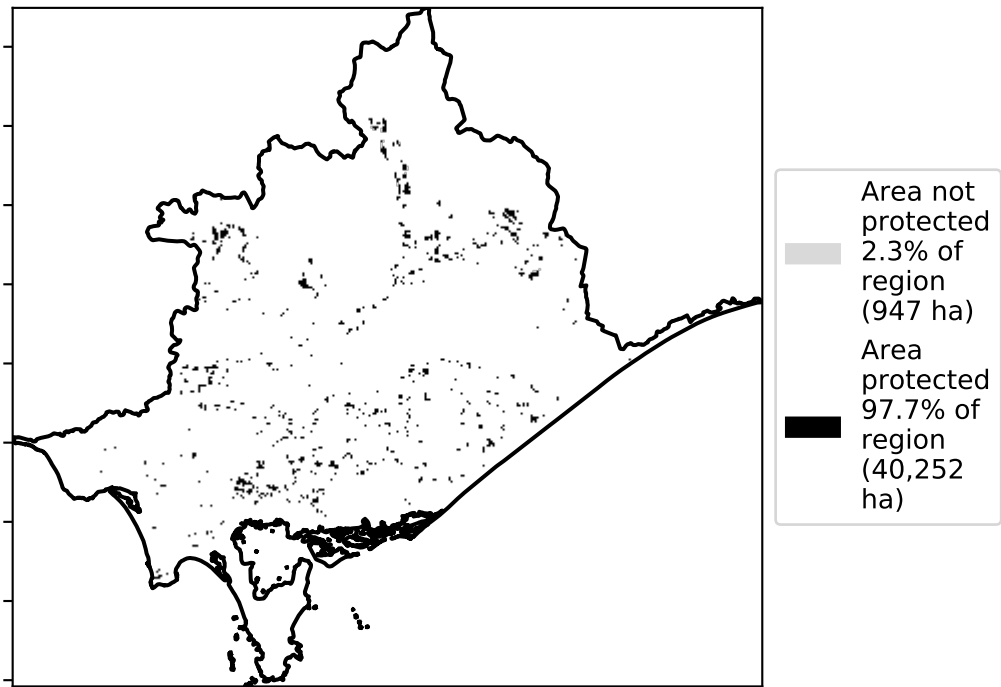 Area not
protected
2.3% of
region
(947 ha)
Area
protected
97.7% of
region
(40,252
ha)